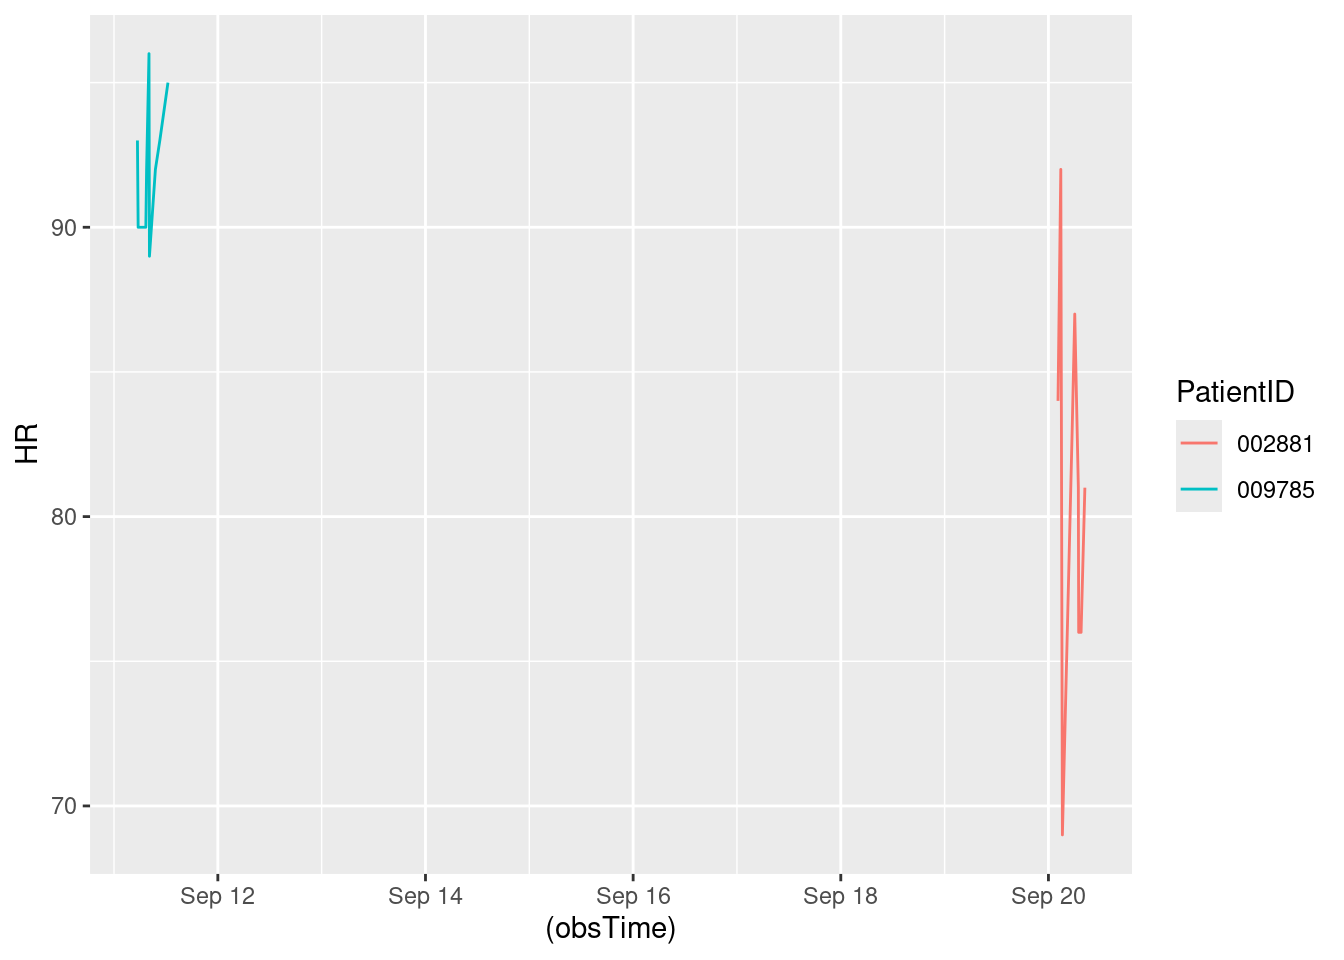 HR
90
80
70
Sep 12
Sep 14
Sep 16
Sep 18
Sep 20
(obsTime)
PatientID
002881
009785